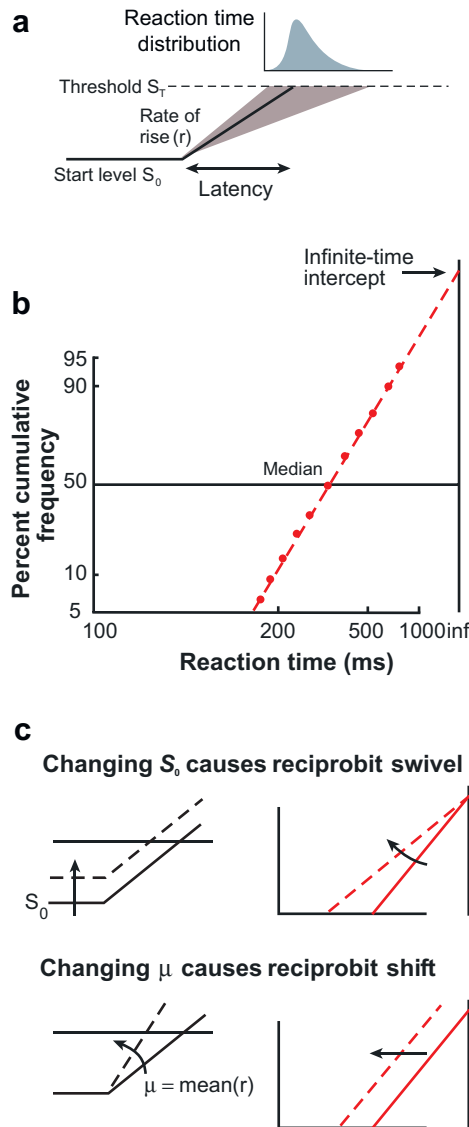 a
Reaction time
distribution
Threshold S_T
Rate of
rise (r)
Start level S_0
Latency
b
Infinite-time
intercept
95
90
Median
50
10
5
Percent cumulative
frequency
100 200 500 1000 inf
Reaction time (ms)
c
Changing S_0 causes reciprobit swivel
S_0
Changing μ causes reciprobit shift
μ = mean(r)